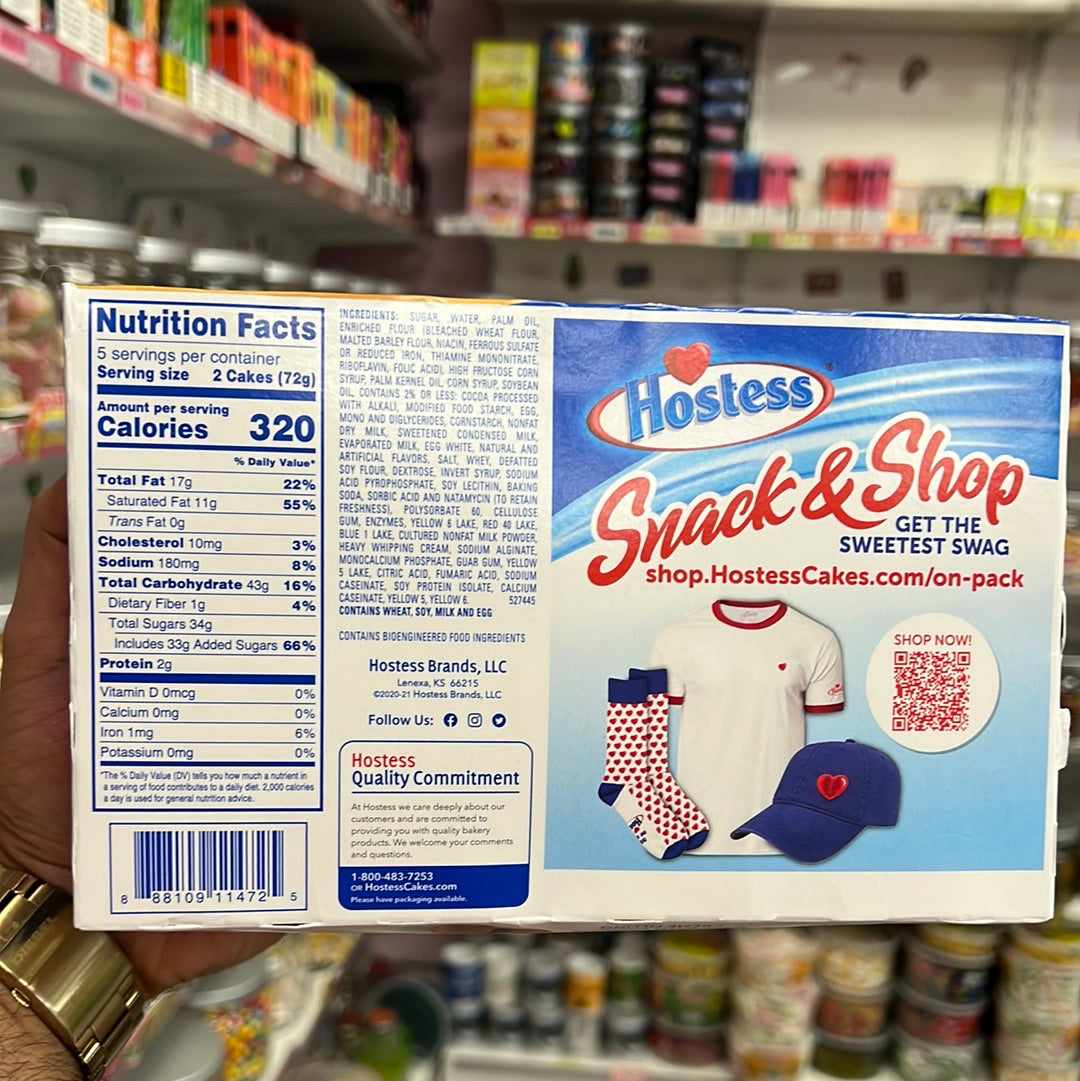 Nutrition Facts
5 servings per container
Serving size 2 Cakes (72g)
Amount per serving
Calories 320
% Daily Value*
Total Fat 17g 22%
Saturated Fat 11g 55%
Trans Fat 0g
Cholesterol 10mg 3%
Sodium 180mg 8%
Total Carbohydrate 43g 16%
Dietary Fiber 1g 4%
Total Sugars 34g
Includes 33g Added Sugars 66%
Protein 2g
Vitamin D 0mcg 0%
Calcium 0mg 0%
Iron 1mg 6%
Potassium 0mg 0%
*The % Daily Value (DV) tells you how much a nutrient in
a serving of food contributes to a daily diet. 2,000 calories
a day is used for general nutrition advice.
8 88109 11472 5
INGREDIENTS: SUGAR, WATER, PALM OIL,
ENRICHED FLOUR (BLEACHED WHEAT FLOUR,
MALTED BARLEY FLOUR, NIACIN, FERROUS SULFATE
OR REDUCED IRON, THIAMINE MONONITRATE,
RIBOFLAVIN, FOLIC ACID), HIGH FRUCTOSE CORN
SYRUP, PALM KERNEL OIL, CORN SYRUP, SOYBEAN
OIL, CONTAINS 2% OR LESS: COCOA PROCESSED
WITH ALKALI, MODIFIED FOOD STARCH, EGG,
MONO AND DIGLYCERIDES, CORNSTARCH, NONFAT
DRY MILK, SWEETENED CONDENSED MILK,
EVAPORATED MILK, EGG WHITE, NATURAL AND
ARTIFICIAL FLAVORS, SALT, WHEY, DEFATTED
SOY FLOUR, DEXTROSE, INVERT SYRUP, SODIUM
ACID PYROPHOSPHATE, SOY LECITHIN, BAKING
SODA, SORBIC ACID AND NATAMYCIN (TO RETAIN
FRESHNESS), POLYSORBATE 60, CELLULOSE
GUM, ENZYMES, YELLOW 6 LAKE, RED 40 LAKE,
BLUE 1 LAKE, CULTURED NONFAT MILK POWDER,
HEAVY WHIPPING CREAM, SODIUM ALGINATE,
MONOCALCIUM PHOSPHATE, GUAR GUM, YELLOW
5 LAKE, CITRIC ACID, FUMARIC ACID, SODIUM
CASEINATE, SOY PROTEIN ISOLATE, CALCIUM
CASEINATE, YELLOW 5, YELLOW 6. 527445
CONTAINS WHEAT, SOY, MILK AND EGG
CONTAINS BIOENGINEERED FOOD INGREDIENTS
Hostess Brands, LLC
Lenexa, KS 66215
©2020-21 Hostess Brands, LLC
Follow Us:
Hostess
Quality Commitment
At Hostess we care deeply about our
customers and are committed to
providing you with quality bakery
products. We welcome your comments
and questions.
1-800-483-7253
OR HostessCakes.com
Please have packaging available.
Hostess®
Snack & Shop
GET THE
SWEETEST SWAG
shop.HostessCakes.com/on-pack
SHOP NOW!